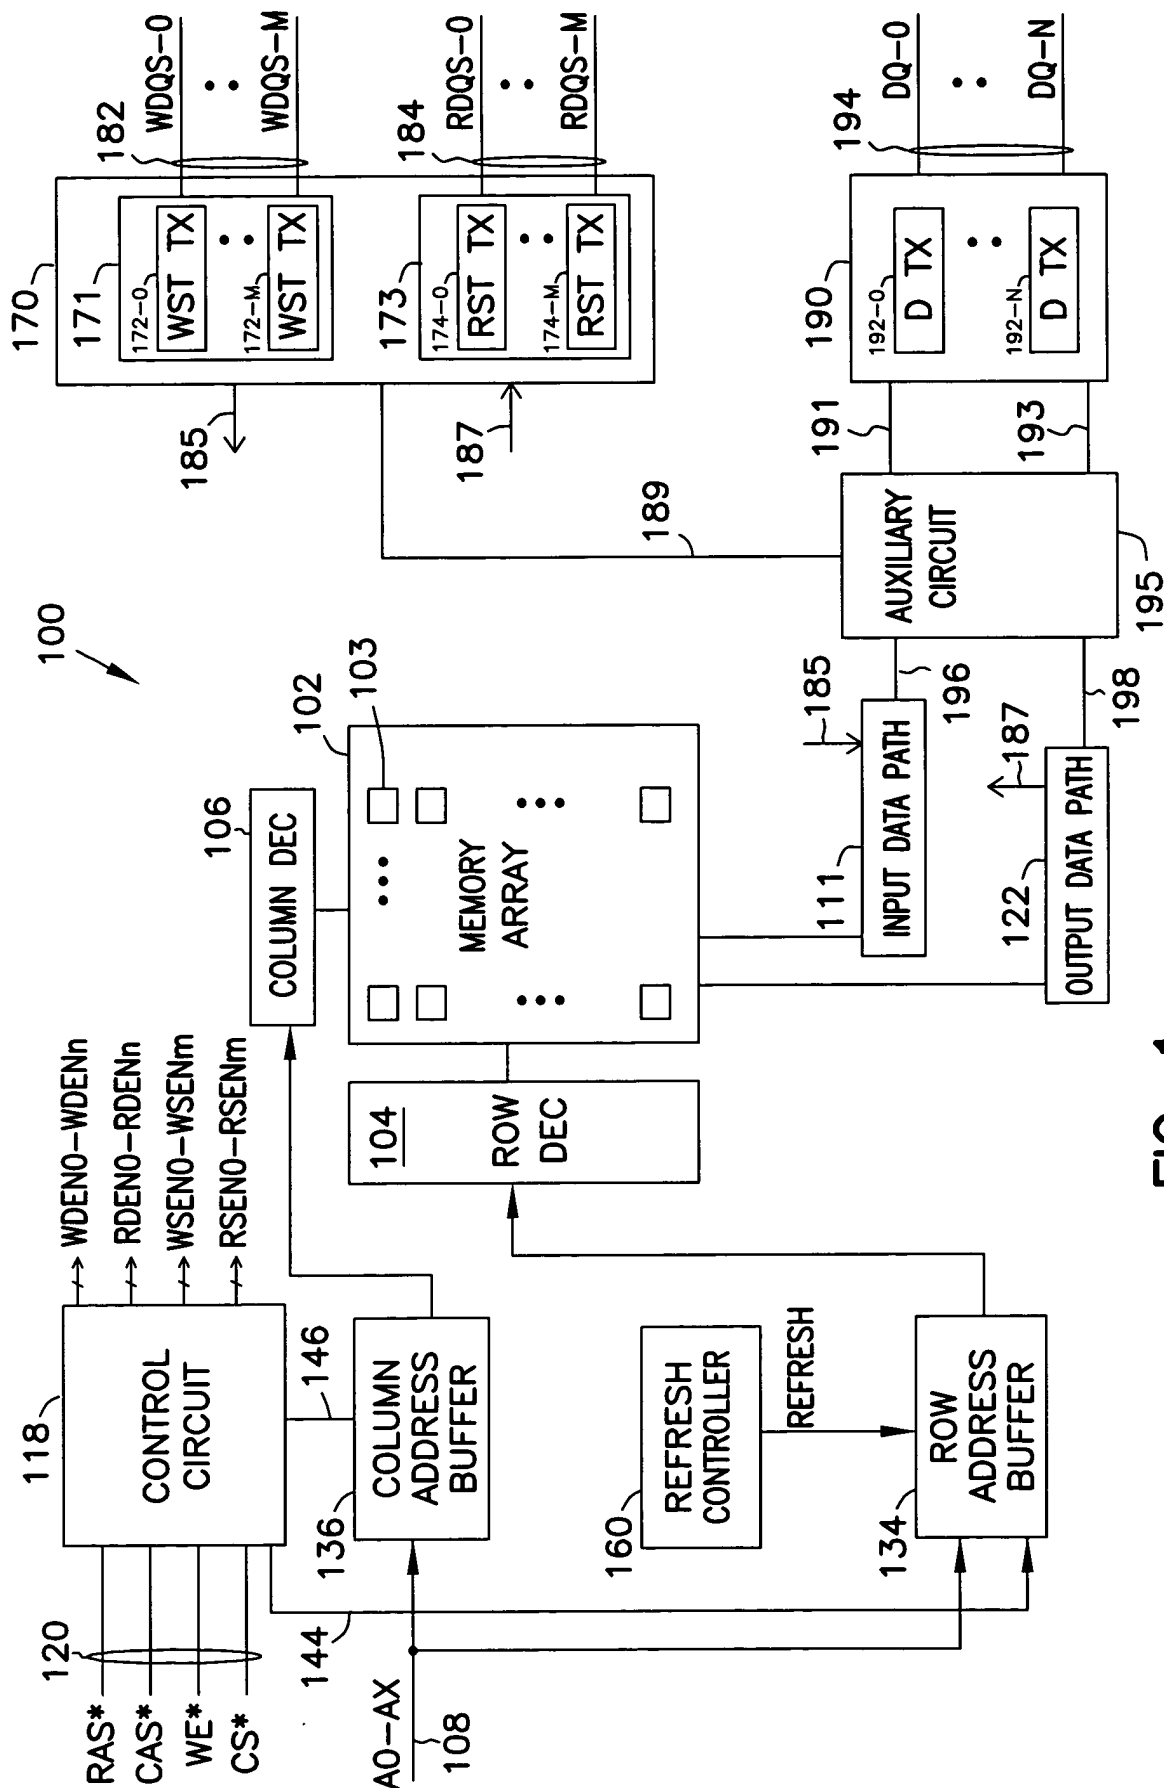 100
RAS*
CAS*
WE*
CS*
120
118
CONTROL
CIRCUIT
WDEN0-WDENn
RDEN0-RDENn
WSEN0-WSENm
RSEN0-RSENm
144
146
A0-AX
108
136
COLUMN
ADDRESS
BUFFER
160
REFRESH
CONTROLLER
REFRESH
134
ROW
ADDRESS
BUFFER
106
COLUMN DEC
104
ROW
DEC
102
103
MEMORY
ARRAY
111
INPUT DATA PATH
185
196
122
OUTPUT DATA PATH
187
198
AUXILIARY
CIRCUIT
195
189
191
193
170
171
172-0
WST TX
172-M
WST TX
173
174-0
RST TX
174-M
RST TX
185
187
182
WDQS-0
WDQS-M
184
RDQS-0
RDQS-M
190
192-0
D TX
192-N
D TX
194
DQ-0
DQ-N